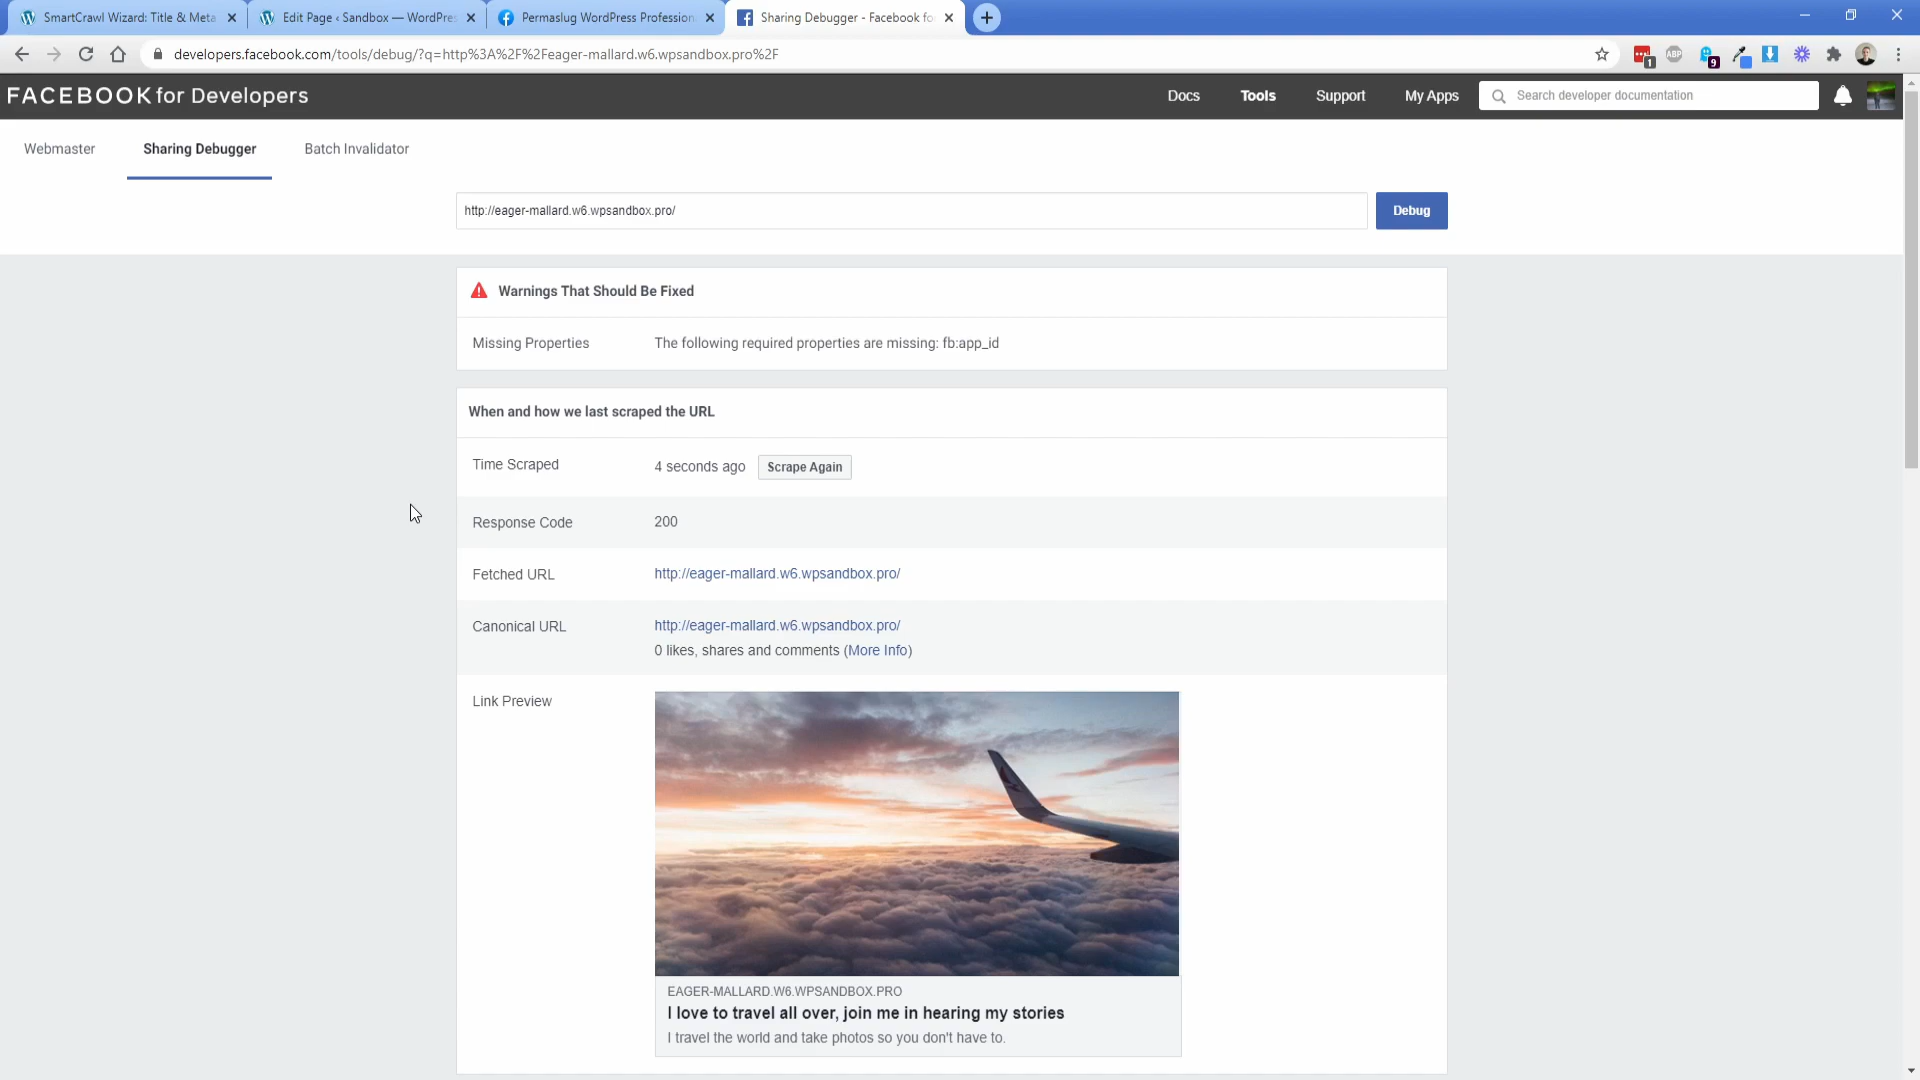 SmartCrawl Wizard: Title & Meta
Edit Page ‹ Sandbox — WordPres
Permaslug WordPress Profession
Sharing Debugger - Facebook fo
developers.facebook.com/tools/debug/?q=http%3A%2F%2Feager-mallard.w6.wpsandbox.pro%2F
1
ABP
9
FACEBOOK for Developers
Docs
Tools
Support
My Apps
Search developer documentation
Webmaster
Sharing Debugger
Batch Invalidator
http://eager-mallard.w6.wpsandbox.pro/
Debug
Warnings That Should Be Fixed
Missing Properties
The following required properties are missing: fb:app_id
When and how we last scraped the URL
Time Scraped
4 seconds ago
Scrape Again
Response Code
200
Fetched URL
http://eager-mallard.w6.wpsandbox.pro/
Canonical URL
http://eager-mallard.w6.wpsandbox.pro/
0 likes, shares and comments (More Info)
Link Preview
EAGER-MALLARD.W6.WPSANDBOX.PRO
I love to travel all over, join me in hearing my stories
I travel the world and take photos so you don't have to.